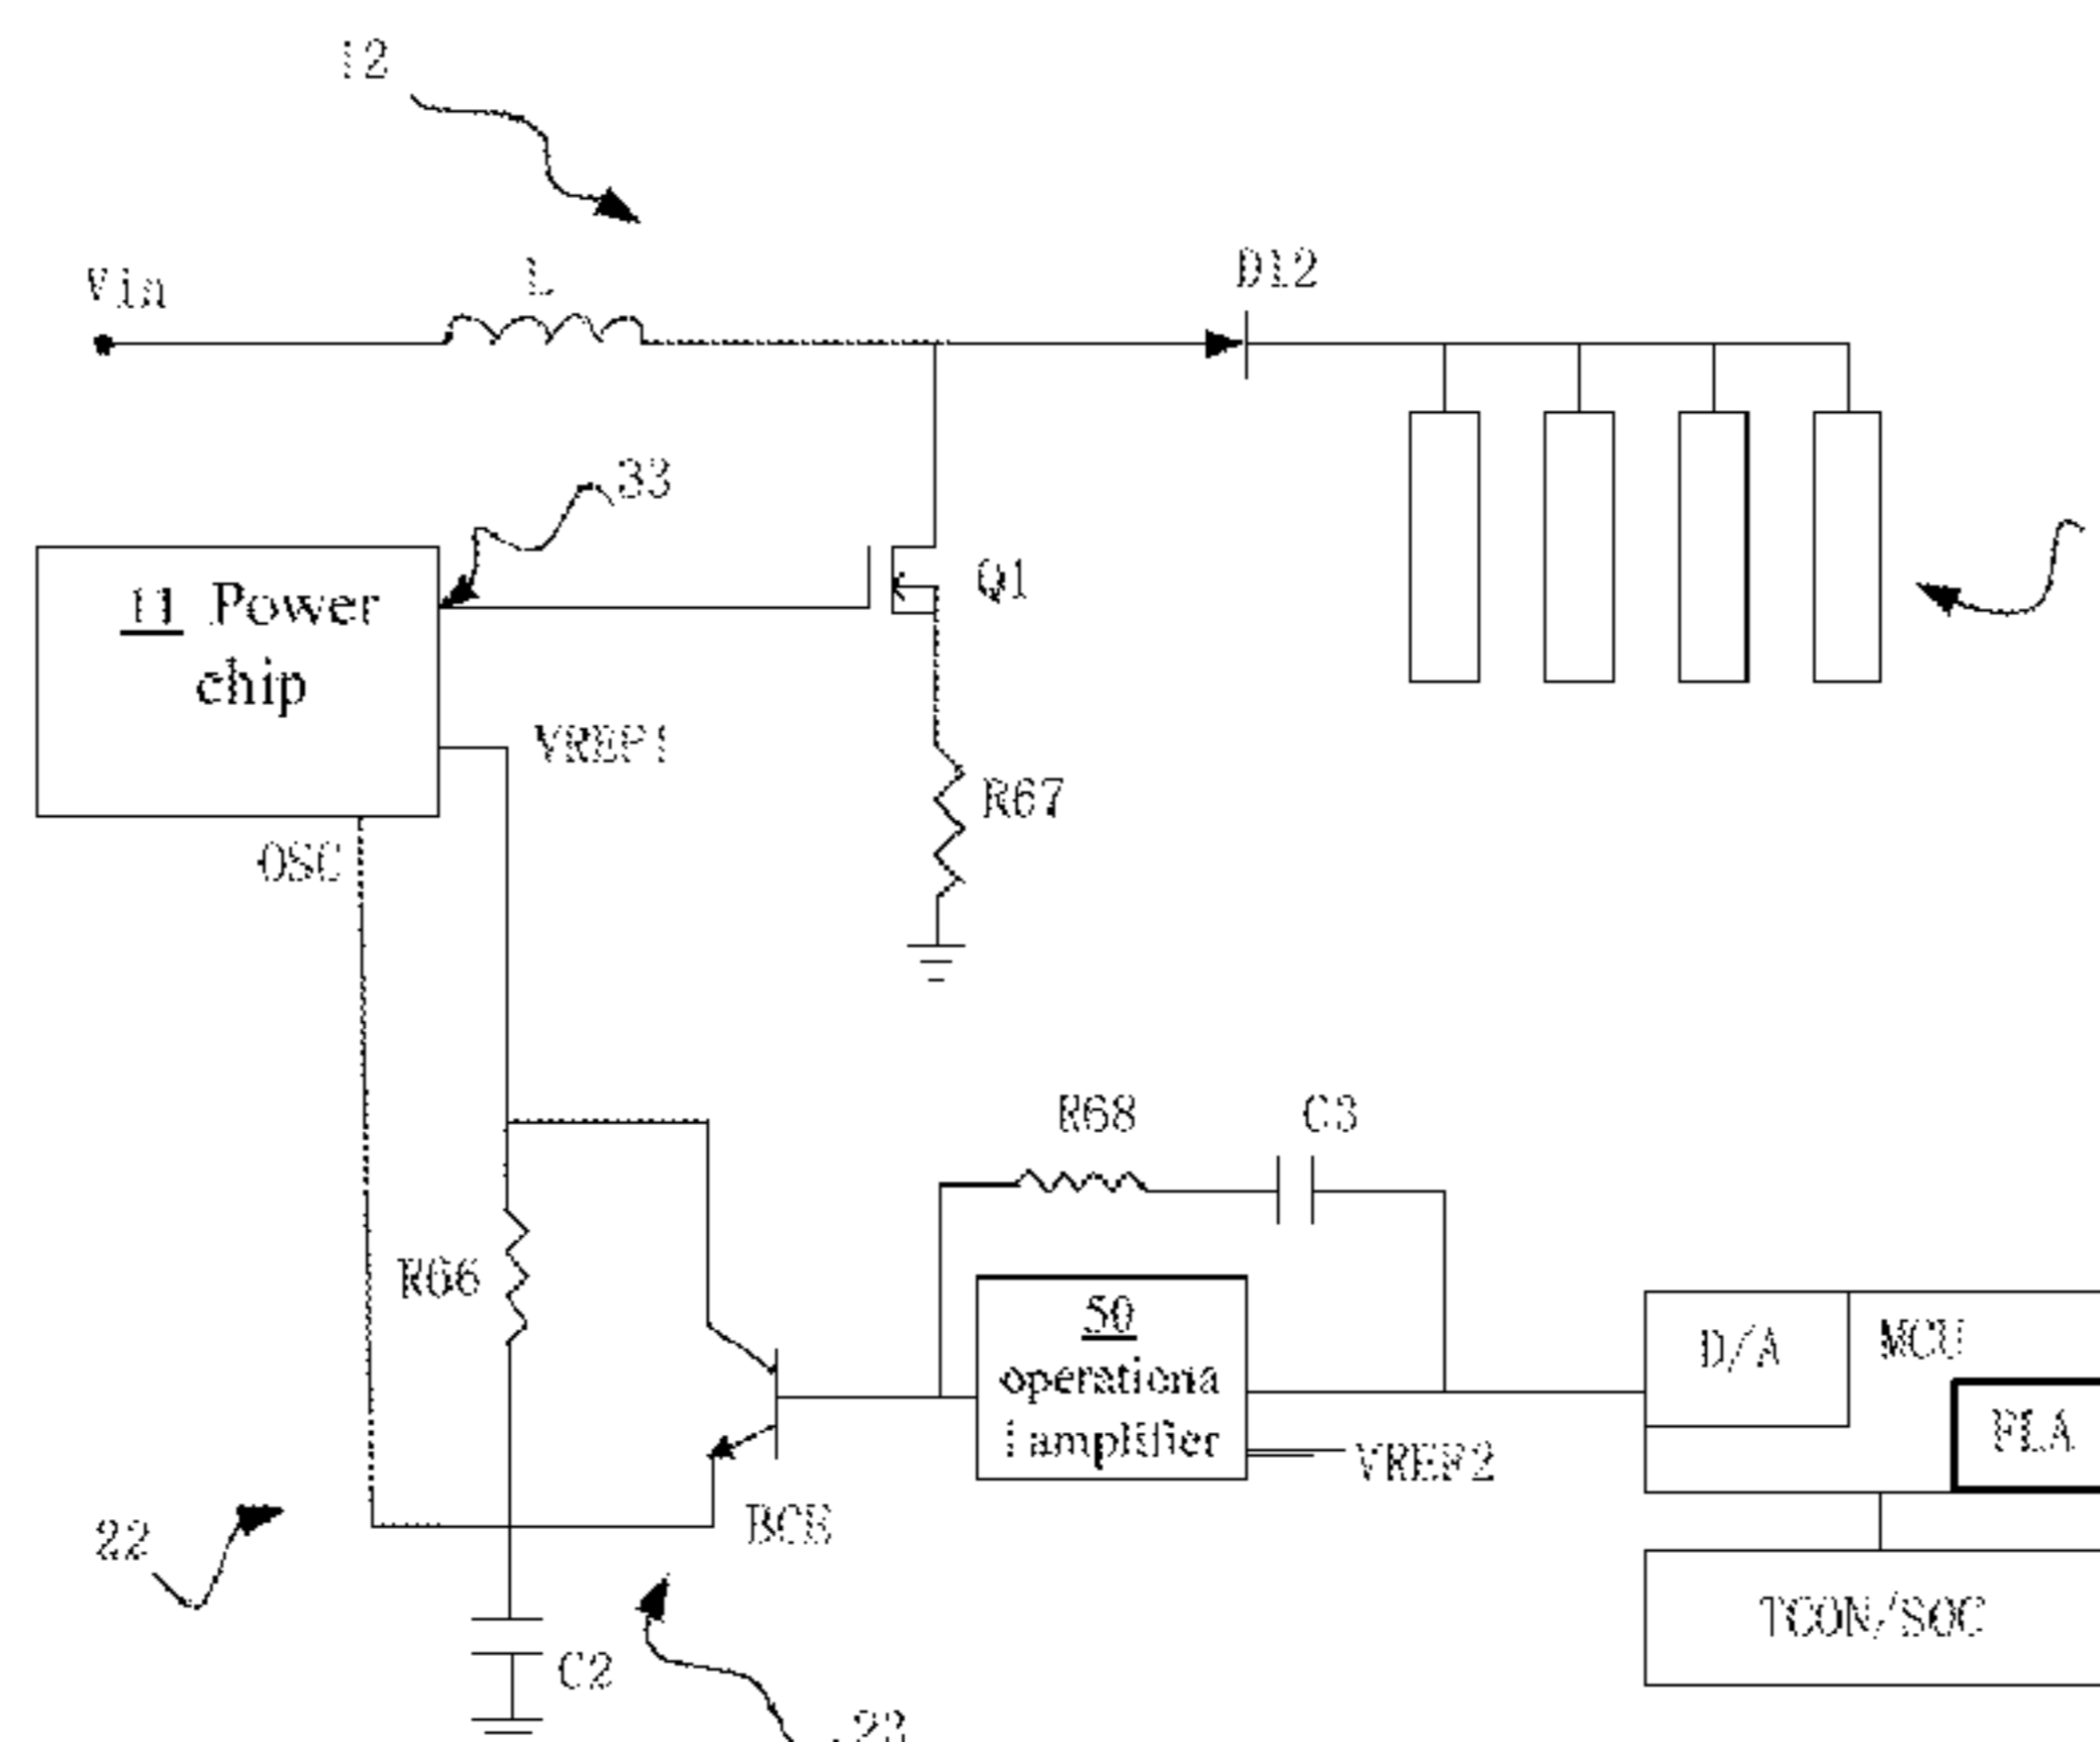 12
Vin
L
D12
33
11 Power
chip
Q1
VREF1
R67
OSC
R68
C3
R66
50
operationa
l amplifier
D/A
MCU
FLA
VREF2
22
BCE
TCON/SOC
C2
23